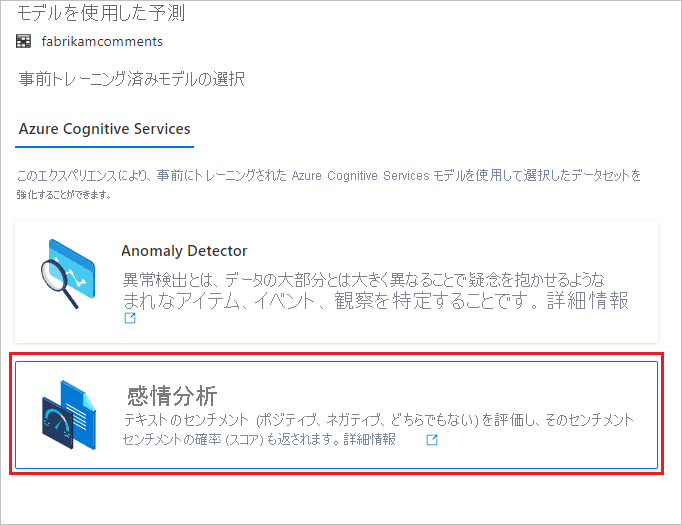 モデルを使用した予測
fabrikamcomments
事前トレーニング済みモデルの選択
Azure Cognitive Services
このエクスペリエンスにより、事前にトレーニングされた Azure Cognitive Services モデルを使用して選択したデータセットを
強化することができます。
Anomaly Detector
異常検出とは、データの大部分とは大きく異なることで疑念を抱かせるような
まれなアイテム、イベント、観察を特定することです。詳細情報
感情分析
テキストのセンチメント (ポジティブ、ネガティブ、どちらでもない) を評価し、そのセンチメント
センチメントの確率 (スコア) も返されます。詳細情報